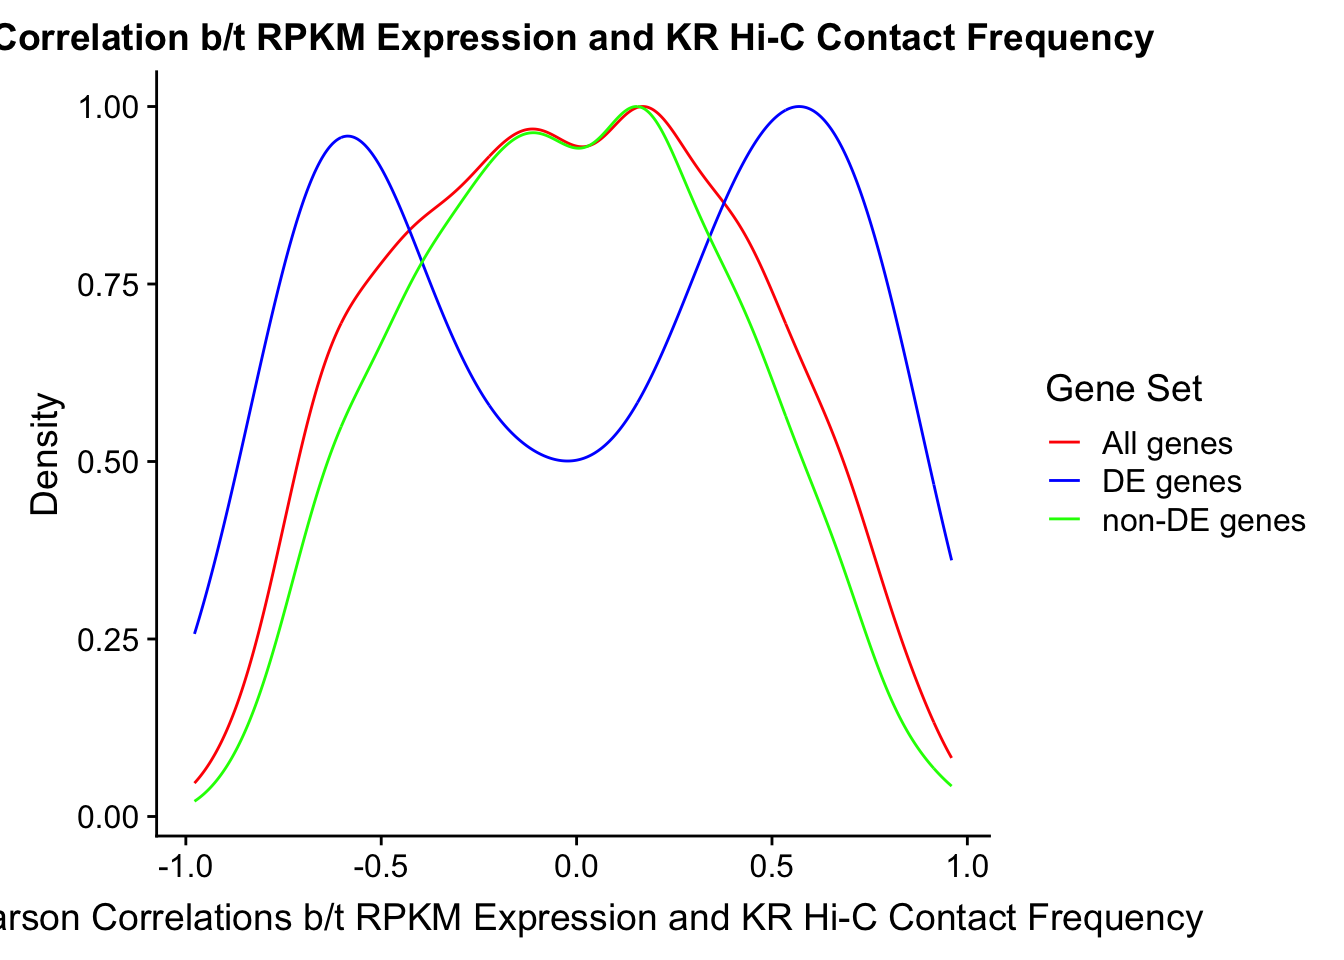 Correlation b/t RPKM Expression and KR Hi-C Contact Frequency
1.00
0.75
0.50
0.25
0.00
Density
-1.0
-0.5
0.0
0.5
1.0
arson Correlations b/t RPKM Expression and KR Hi-C Contact Frequency
Gene Set
All genes
DE genes
non-DE genes